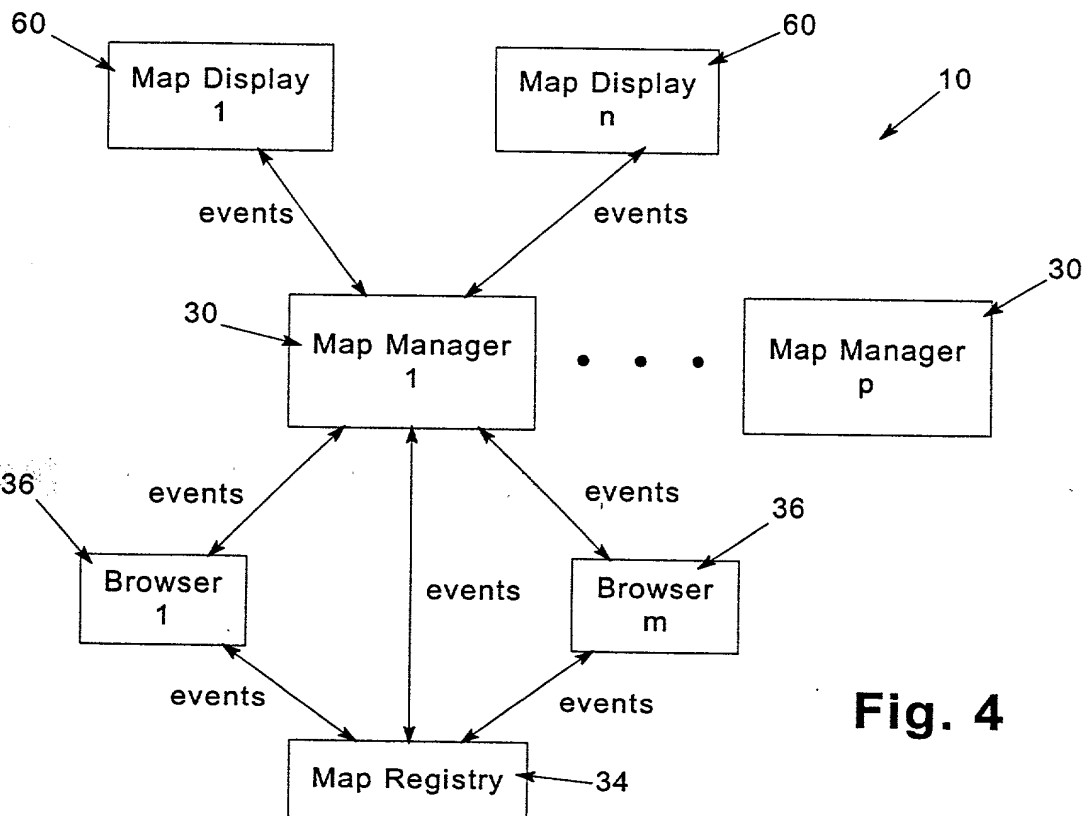 60
Map Display
1
60
Map Display
n
10
events
events
30
Map Manager
1
30
Map Manager
p
36
events
events
36
Browser
1
events
Browser
m
events
events
Map Registry
34
Fig. 4